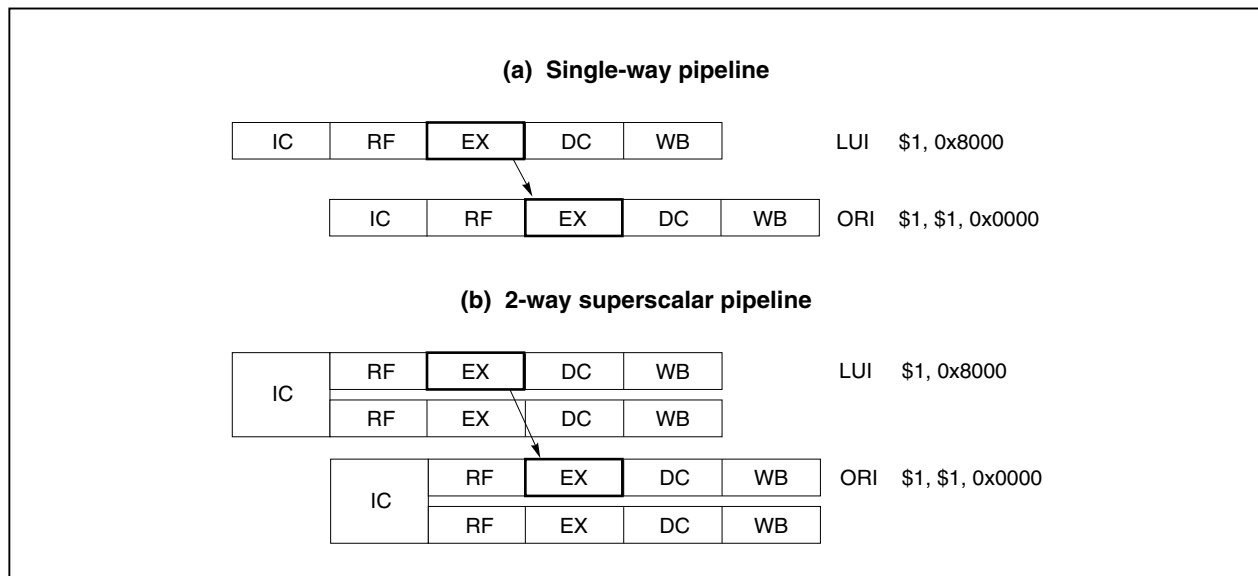 (a) Single-way pipeline
IC RF EX DC WB LUI $1, 0x8000
IC RF EX DC WB ORI $1, $1, 0x0000
(b) 2-way superscalar pipeline
IC RF EX DC WB LUI $1, 0x8000
RF EX DC WB
IC RF EX DC WB ORI $1, $1, 0x0000
RF EX DC WB